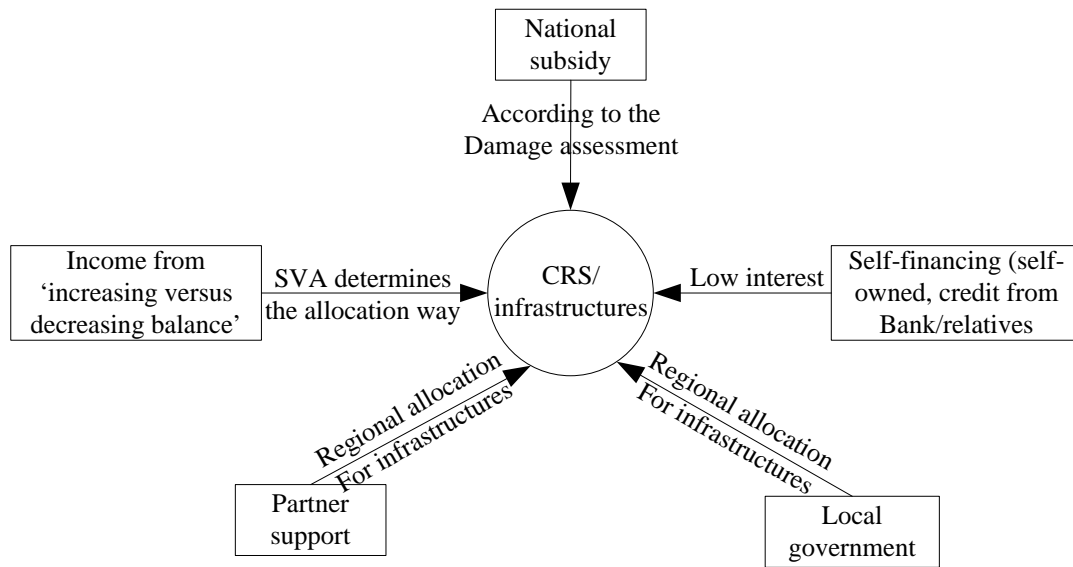 National
subsidy
According to the
Damage assessment
Income from
‘increasing versus
decreasing balance’
SVA determines
the allocation way
CRS/
infrastructures
Low interest
Self-financing (self-
owned, credit from
Bank/relatives
Regional allocation
For infrastructures
Regional allocation
For infrastructures
Partner
support
Local
government